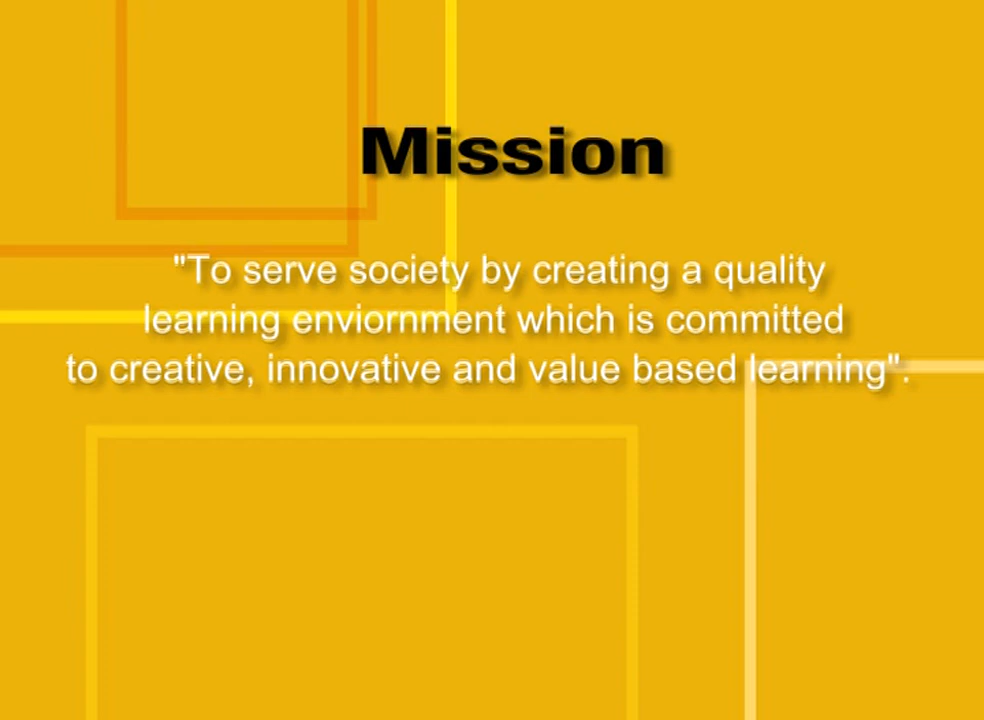 Mission
"To serve society by creating a quality
learning enviornment which is committed
to creative, innovative and value based learning".